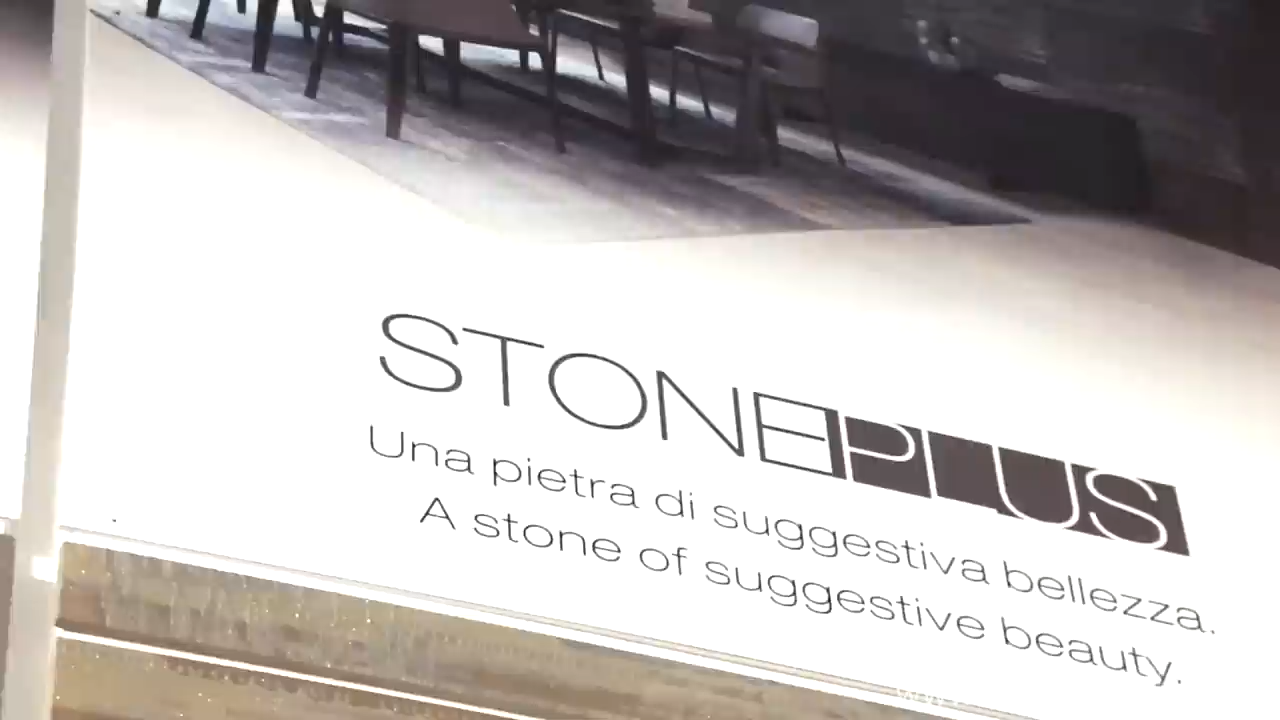 STONEPLUS
Una pietra di suggestiva bellezza.
A stone of suggestive beauty.